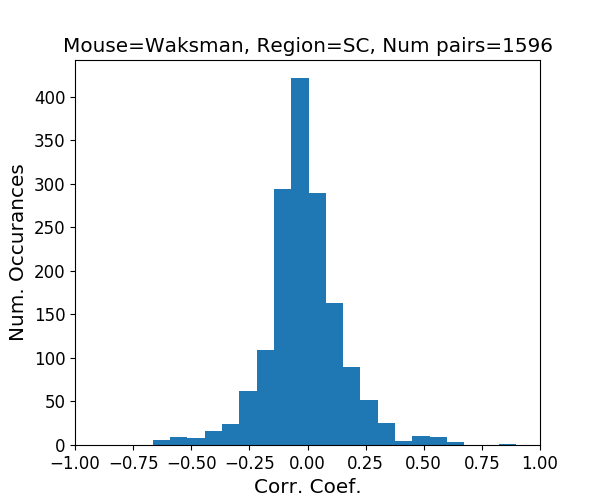 Mouse=Waksman, Region=SC, Num pairs=1596
Num. Occurances
400
350
300
250
200
150
100
50
0
−1.00 −0.75 −0.50 −0.25 0.00 0.25 0.50 0.75 1.00
Corr. Coef.